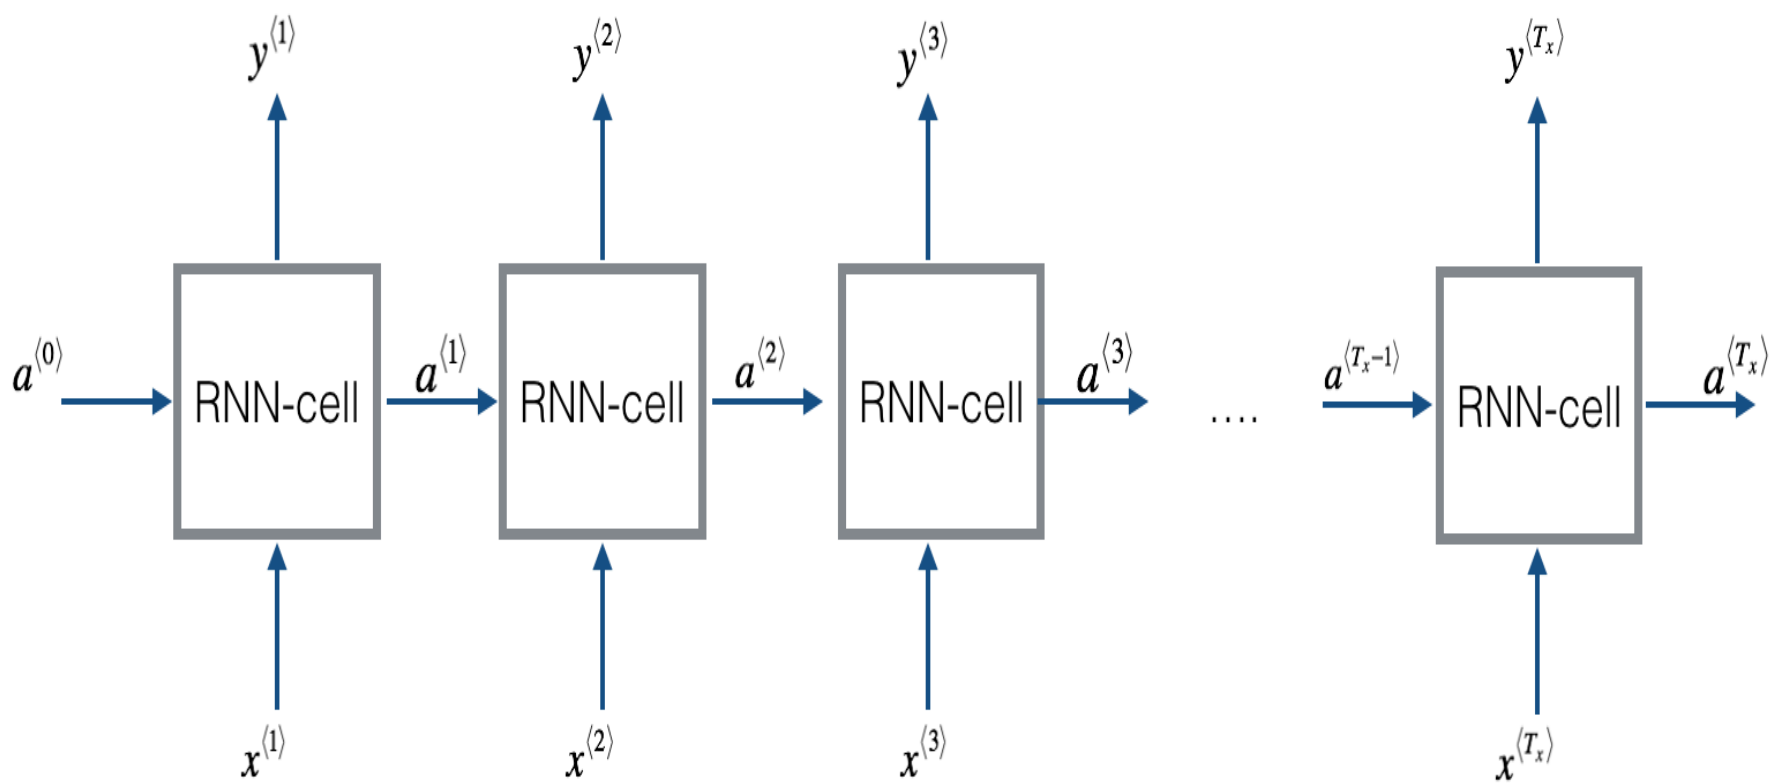 y⟨1⟩ y⟨2⟩ y⟨3⟩ y⟨Tx⟩
a⟨0⟩ a⟨1⟩ a⟨2⟩ a⟨3⟩ a⟨Tx−1⟩ a⟨Tx⟩
RNN-cell RNN-cell RNN-cell .... RNN-cell
x⟨1⟩ x⟨2⟩ x⟨3⟩ x⟨Tx⟩